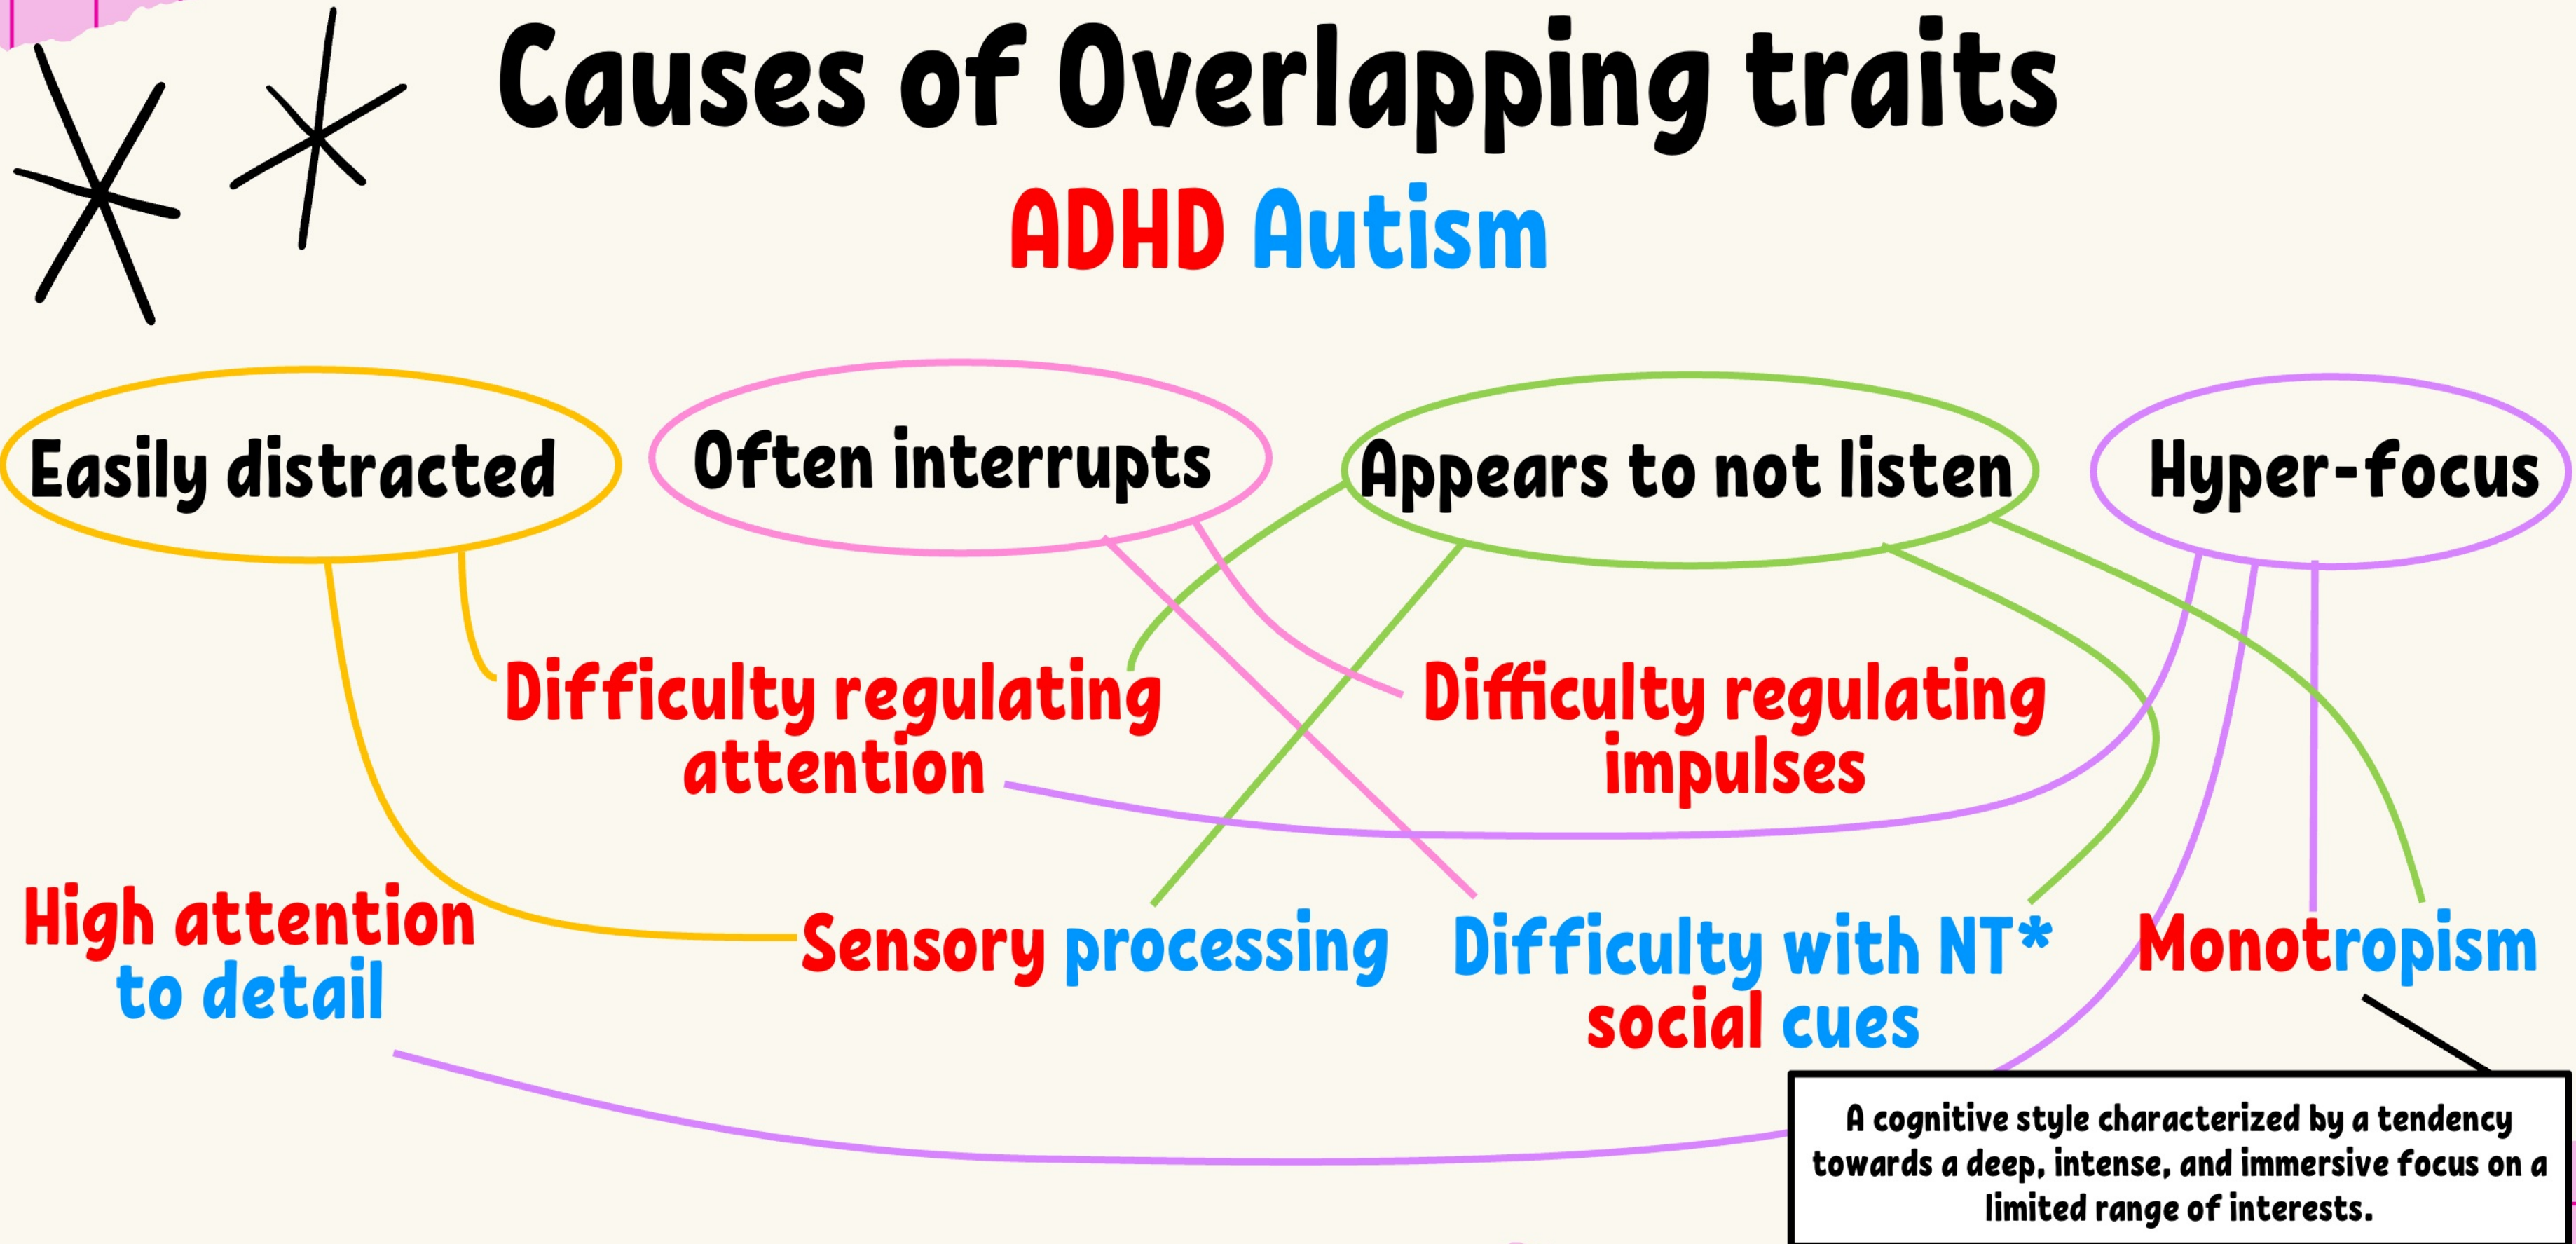 Causes of Overlapping traits
ADHD Autism
Easily distracted
Often interrupts
Appears to not listen
Hyper-focus
Difficulty regulating
attention
Difficulty regulating
impulses
High attention
to detail
Sensory processing
Difficulty with NT*
social cues
Monotropism
A cognitive style characterized by a tendency
towards a deep, intense, and immersive focus on a
limited range of interests.